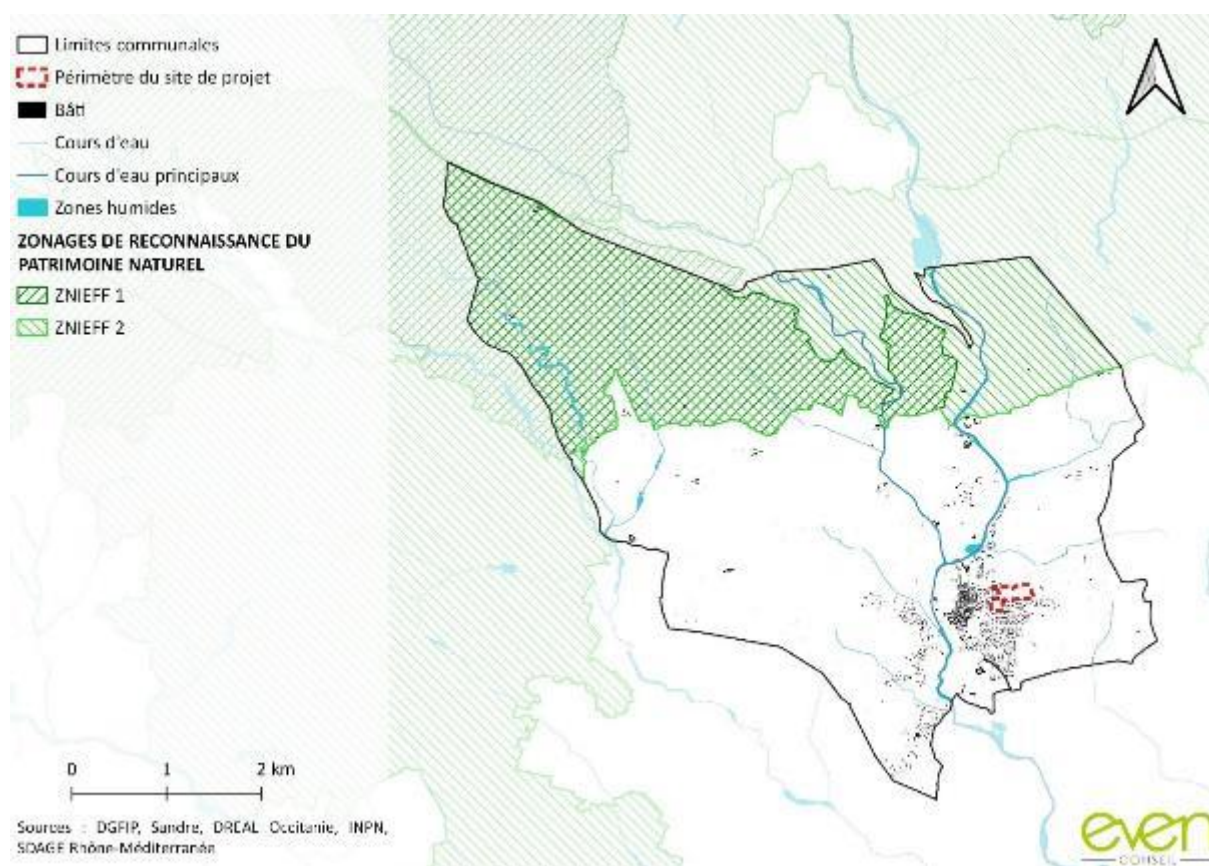 Limites communales
Périmètre du site de projet
Bâti
Cours d'eau
Cours d'eau principaux
Zones humides
ZONAGES DE RECONNAISSANCE DU
PATRIMOINE NATUREL
ZNIEFF 1
ZNIEFF 2
0 1 2 km
Sources : DGFIP, Sandre, DREAL Occitanie, INPN,
SDAGE Rhône-Méditerranée
even
CONSEIL